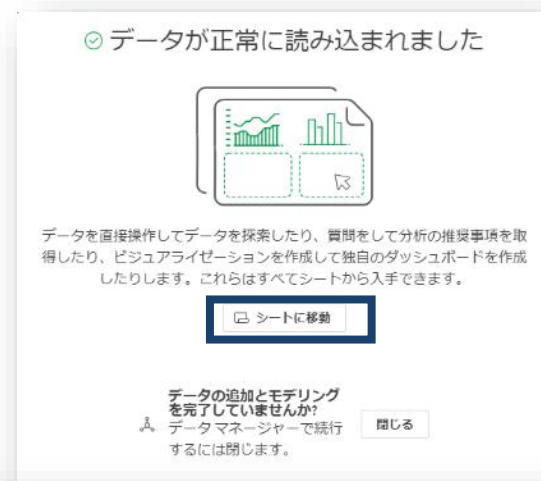 データが正常に読み込まれました
データを直接操作してデータを探索したり、質問をして分析の推奨事項を取
得したり、ビジュアライゼーションを作成して独自のダッシュボードを作成
したりします。これらはすべてシートから入手できます。
シートに移動
データの追加とモデリング
を完了していませんか?
データ マネージャーで続行
するには閉じます。
閉じる